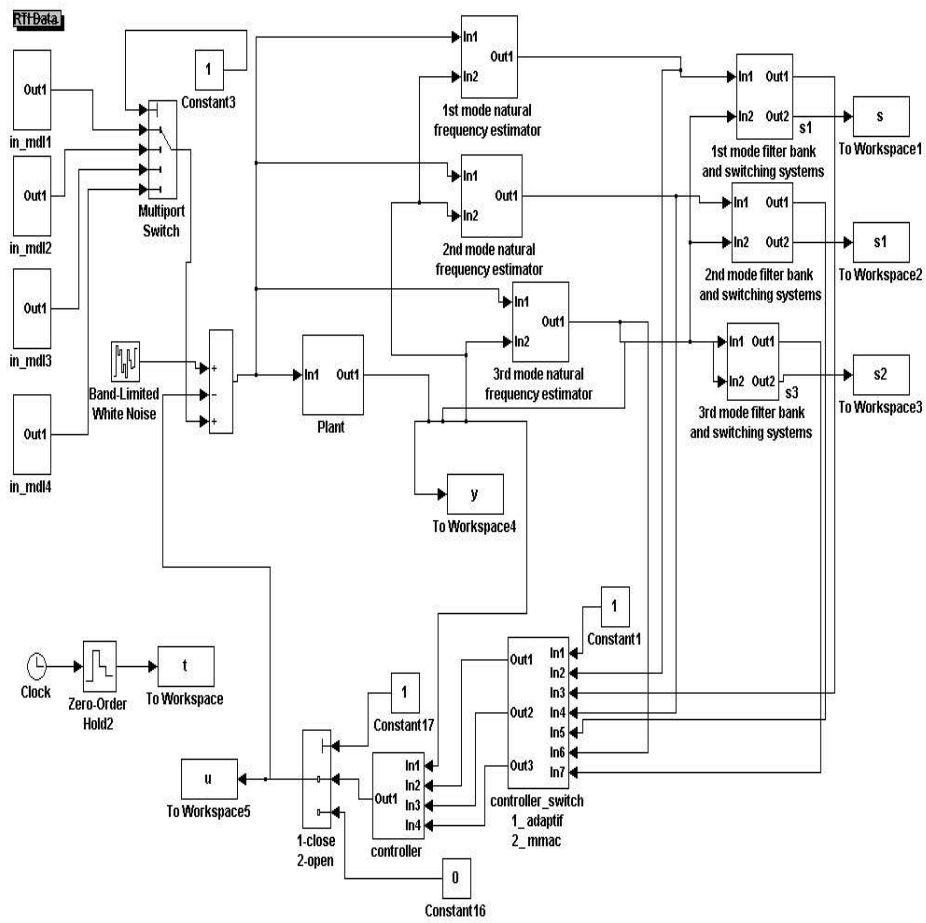 RTI Data
Out1
in_mdl1
Out1
in_mdl2
Out1
in_mdl3
Out1
in_mdl4
1
Constant3
Multiport
Switch
Band-Limited
White Noise
+
−
+
In1 Out1
Plant
In1
In2
Out1
1st mode natural
frequency estimator
In1
In2
Out1
2nd mode natural
frequency estimator
In1
In2
Out1
3rd mode natural
frequency estimator
In1 Out1
In2 Out2
s1
1st mode filter bank
and switching systems
s
To Workspace1
In1 Out1
In2 Out2
2nd mode filter bank
and switching systems
s1
To Workspace2
In1 Out1
In2 Out2
s3
3rd mode filter bank
and switching systems
s2
To Workspace3
y
To Workspace4
1
Constant1
Clock
Zero-Order
Hold2
t
To Workspace
1
Constant17
u
To Workspace5
1-close
2-open
Out1
In1
In2
In3
In4
controller
Out1
Out2
Out3
In1
In2
In3
In4
In5
In6
In7
controller_switch
1_ adaptif
2_ mmac
0
Constant16